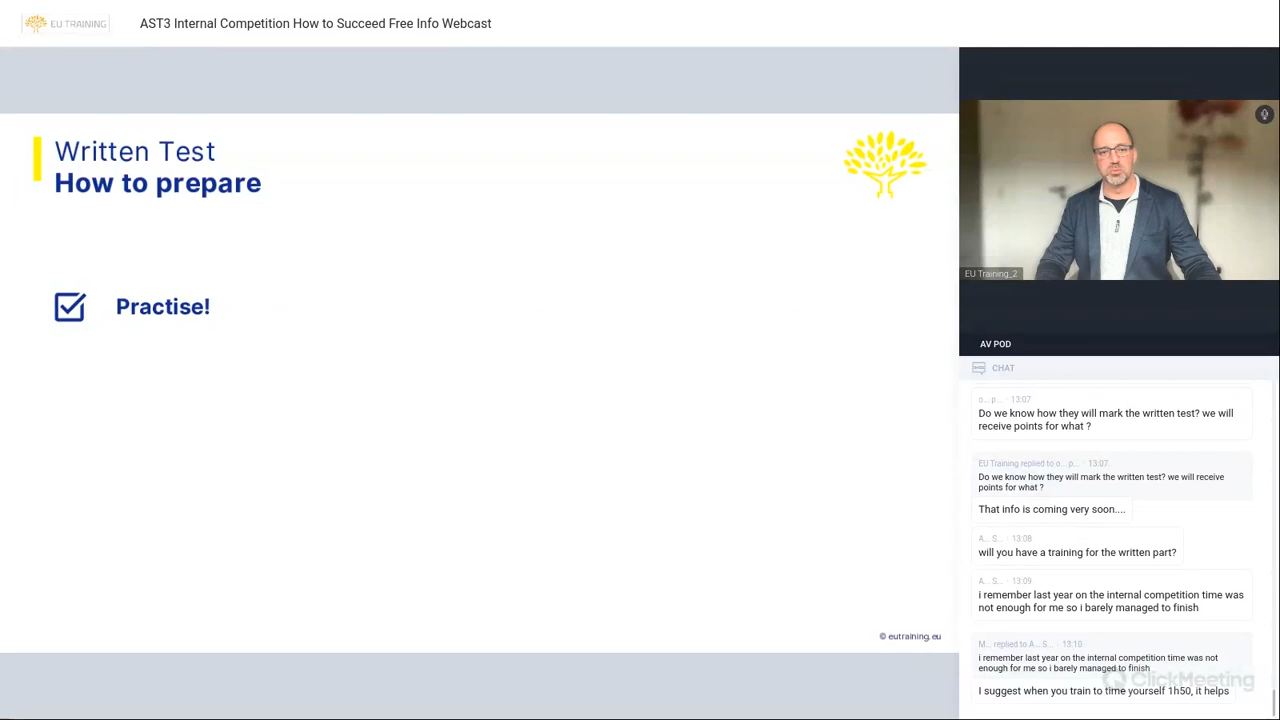 EU TRAINING
AST3 Internal Competition How to Succeed Free Info Webcast
Written Test
How to prepare
Practise!
© eutraining.eu
EU Training_2
AV POD
CHAT
o... p... · 13:07
Do we know how they will mark the written test? we will
receive points for what ?
EU Training replied to o... p... · 13:07
Do we know how they will mark the written test? we will receive
points for what ?
That info is coming very soon....
A... S... · 13:08
will you have a training for the written part?
A... S... · 13:09
i remember last year on the internal competition time was
not enough for me so i barely managed to finish
M... replied to A... S... · 13:10
i remember last year on the internal competition time was not
enough for me so i barely managed to finish
ClickMeeting
I suggest when you train to time yourself 1h50, it helps